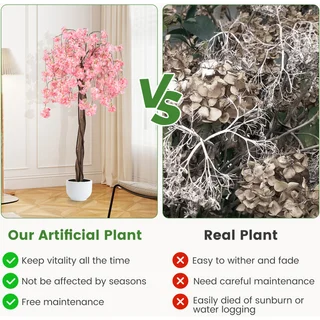 VS
Our Artificial Plant
Keep vitality all the time
Not be affected by seasons
Free maintenance
Real Plant
Easy to wither and fade
Need careful maintenance
Easily died of sunburn or
water logging